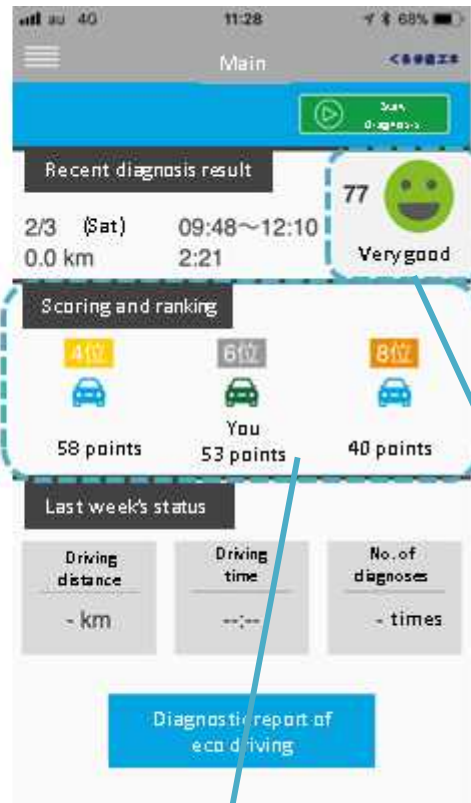 au 4G 11:28 68%
Main
Start
diagnosis
Recent diagnosis result
2/3 (Sat) 09:48~12:10
0.0 km 2:21
77
Very good
Scoring and ranking
4位 6位 8位
You
58 points 53 points 40 points
Last week's status
Driving
distance
- km
Driving
time
--:--
No. of
diagnoses
- times
Diagnostic report of
eco driving